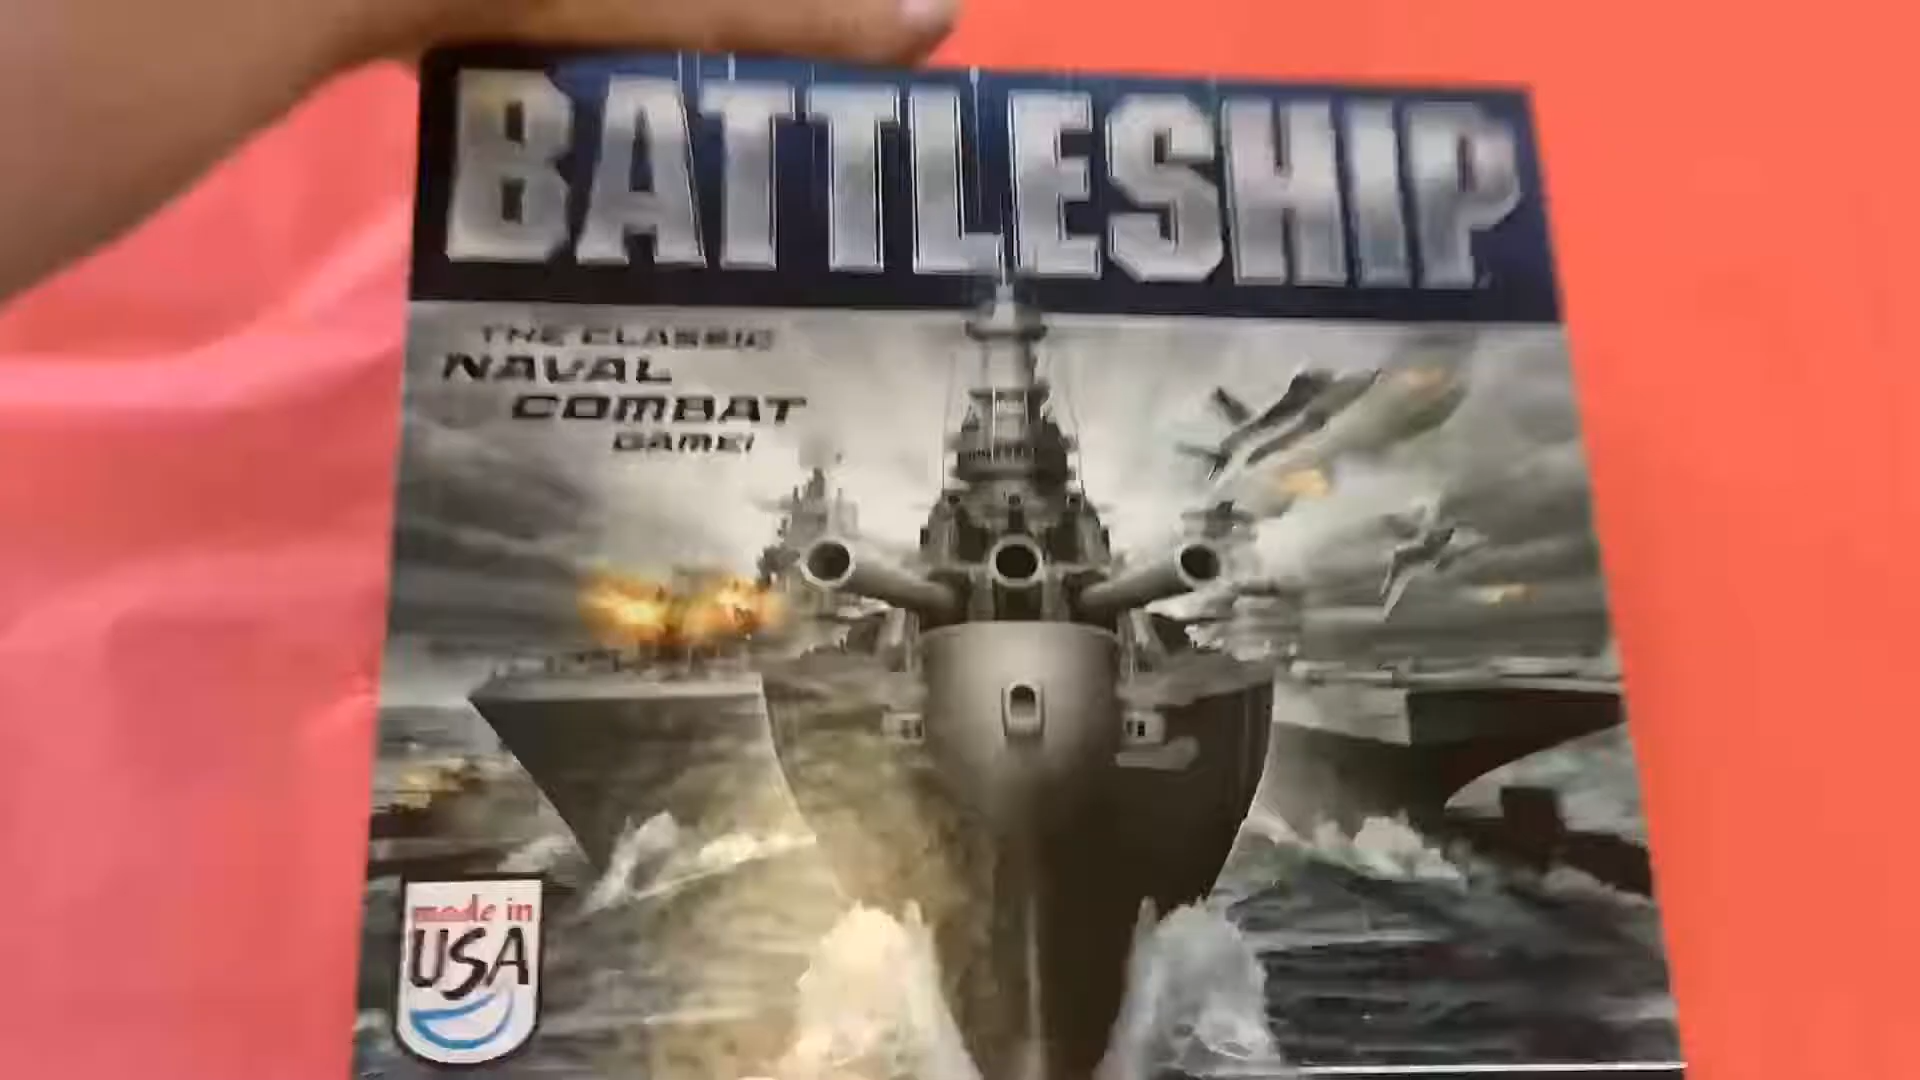 BATTLESHIP
THE CLASSIC
NAVAL
COMBAT
GAME!
made in
USA